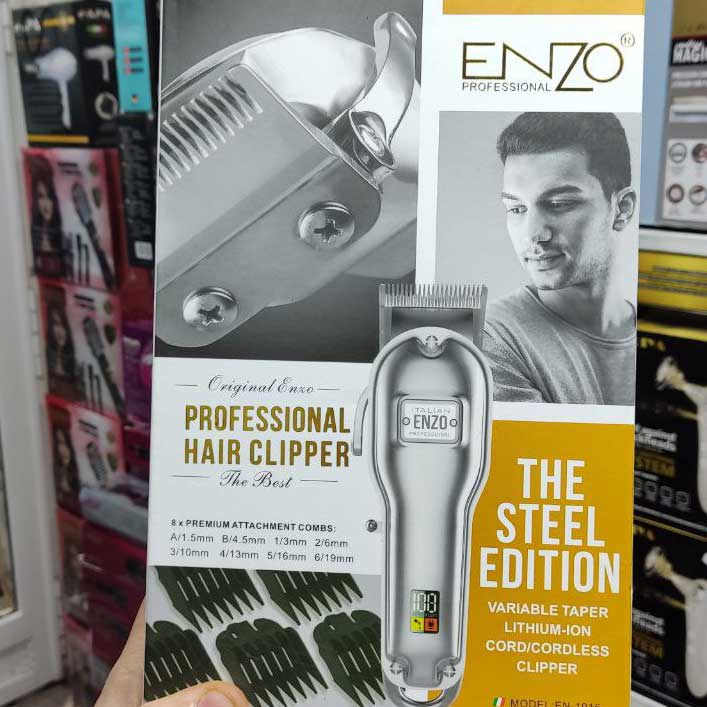 ENZO®
PROFESSIONAL
Original Enzo
PROFESSIONAL
HAIR CLIPPER
The Best
8 x PREMIUM ATTACHMENT COMBS:
A/1.5mm B/4.5mm 1/3mm 2/6mm
3/10mm 4/13mm 5/16mm 6/19mm
ITALIAN
ENZO
PROFESSIONAL
108
THE
STEEL
EDITION
VARIABLE TAPER
LITHIUM-ION
CORD/CORDLESS
CLIPPER
MAGIC